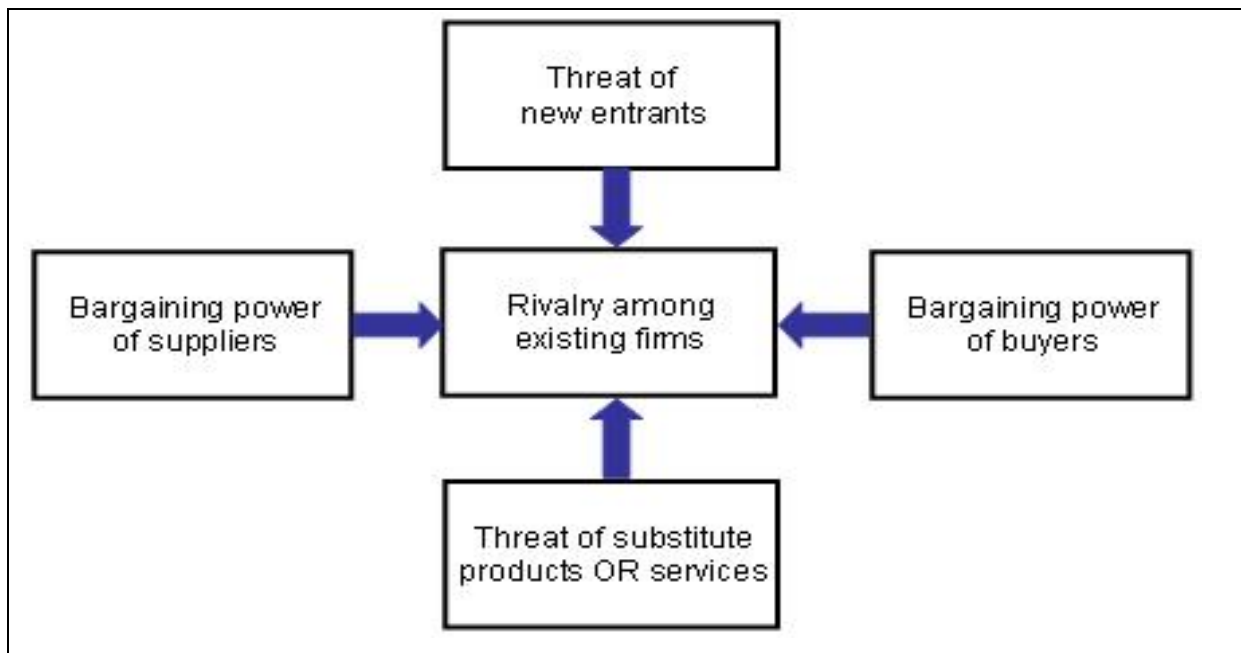 Threat of
new entrants
Bargaining power
of suppliers
Rivalry among
existing firms
Bargaining power
of buyers
Threat of substitute
products OR services